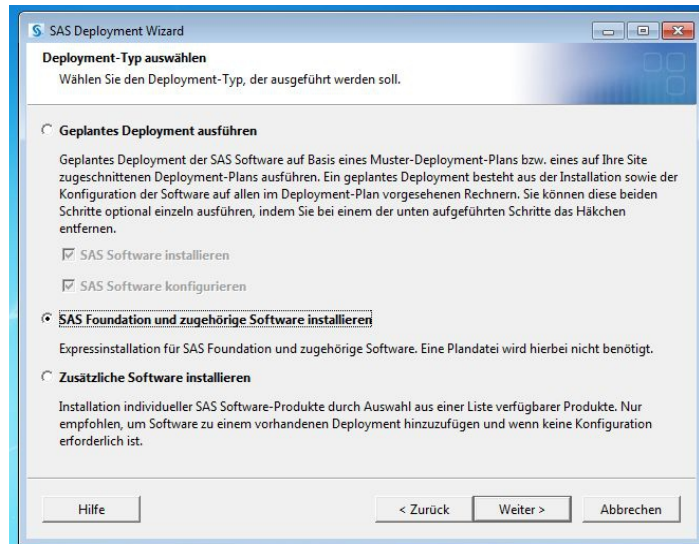 SAS Deployment Wizard
Deployment-Typ auswählen
Wählen Sie den Deployment-Typ, der ausgeführt werden soll.
Geplantes Deployment ausführen
Geplantes Deployment der SAS Software auf Basis eines Muster-Deployment-Plans bzw. eines auf Ihre Site
zugeschnittenen Deployment-Plans ausführen. Ein geplantes Deployment besteht aus der Installation sowie der
Konfiguration der Software auf allen im Deployment-Plan vorgesehenen Rechnern. Sie können diese beiden
Schritte optional einzeln ausführen, indem Sie bei einem der unten aufgeführten Schritte das Häkchen
entfernen.
SAS Software installieren
SAS Software konfigurieren
SAS Foundation und zugehörige Software installieren
Expressinstallation für SAS Foundation und zugehörige Software. Eine Plandatei wird hierbei nicht benötigt.
Zusätzliche Software installieren
Installation individueller SAS Software-Produkte durch Auswahl aus einer Liste verfügbarer Produkte. Nur
empfohlen, um Software zu einem vorhandenen Deployment hinzuzufügen und wenn keine Konfiguration
erforderlich ist.
Hilfe < Zurück Weiter > Abbrechen